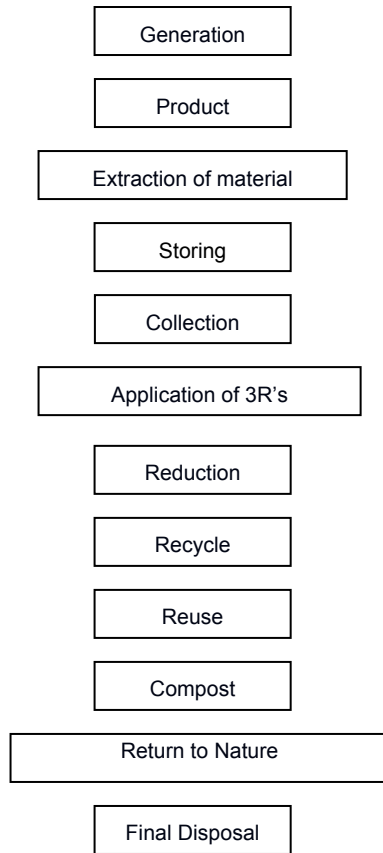 Generation
Product
Extraction of material
Storing
Collection
Application of 3R’s
Reduction
Recycle
Reuse
Compost
Return to Nature
Final Disposal